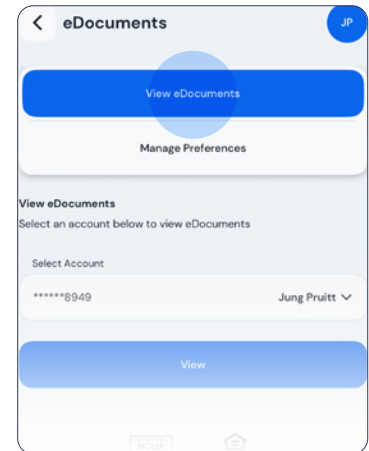 eDocuments
JP
View eDocuments
Manage Preferences
View eDocuments
Select an account below to view eDocuments
Select Account
******8949
Jung Pruitt
View
NCUA